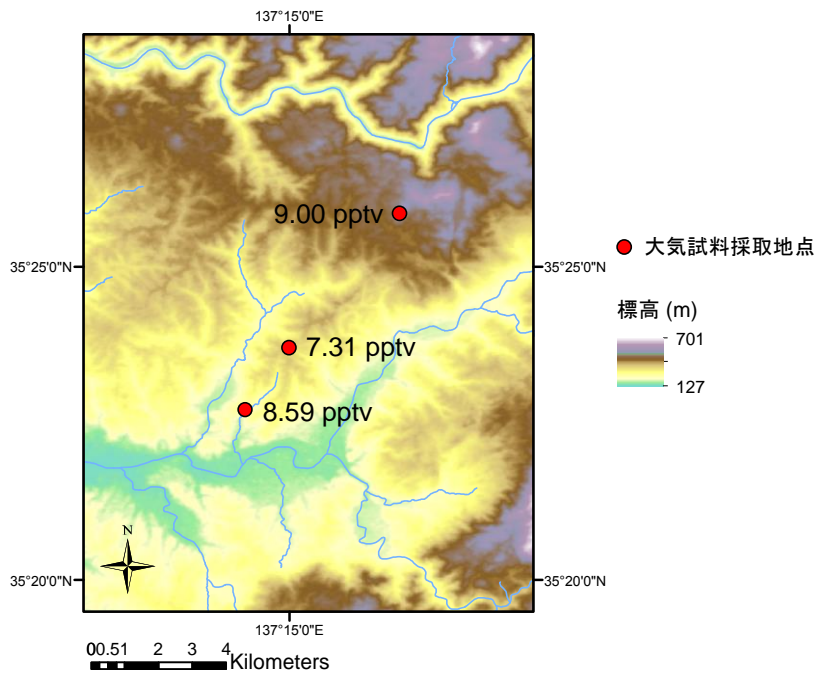 137°15'0"E
9.00 pptv
35°25'0"N
35°25'0"N
大気試料採取地点
標高 (m)
701
127
7.31 pptv
8.59 pptv
N
35°20'0"N
35°20'0"N
137°15'0"E
00.51 2 3 4
Kilometers